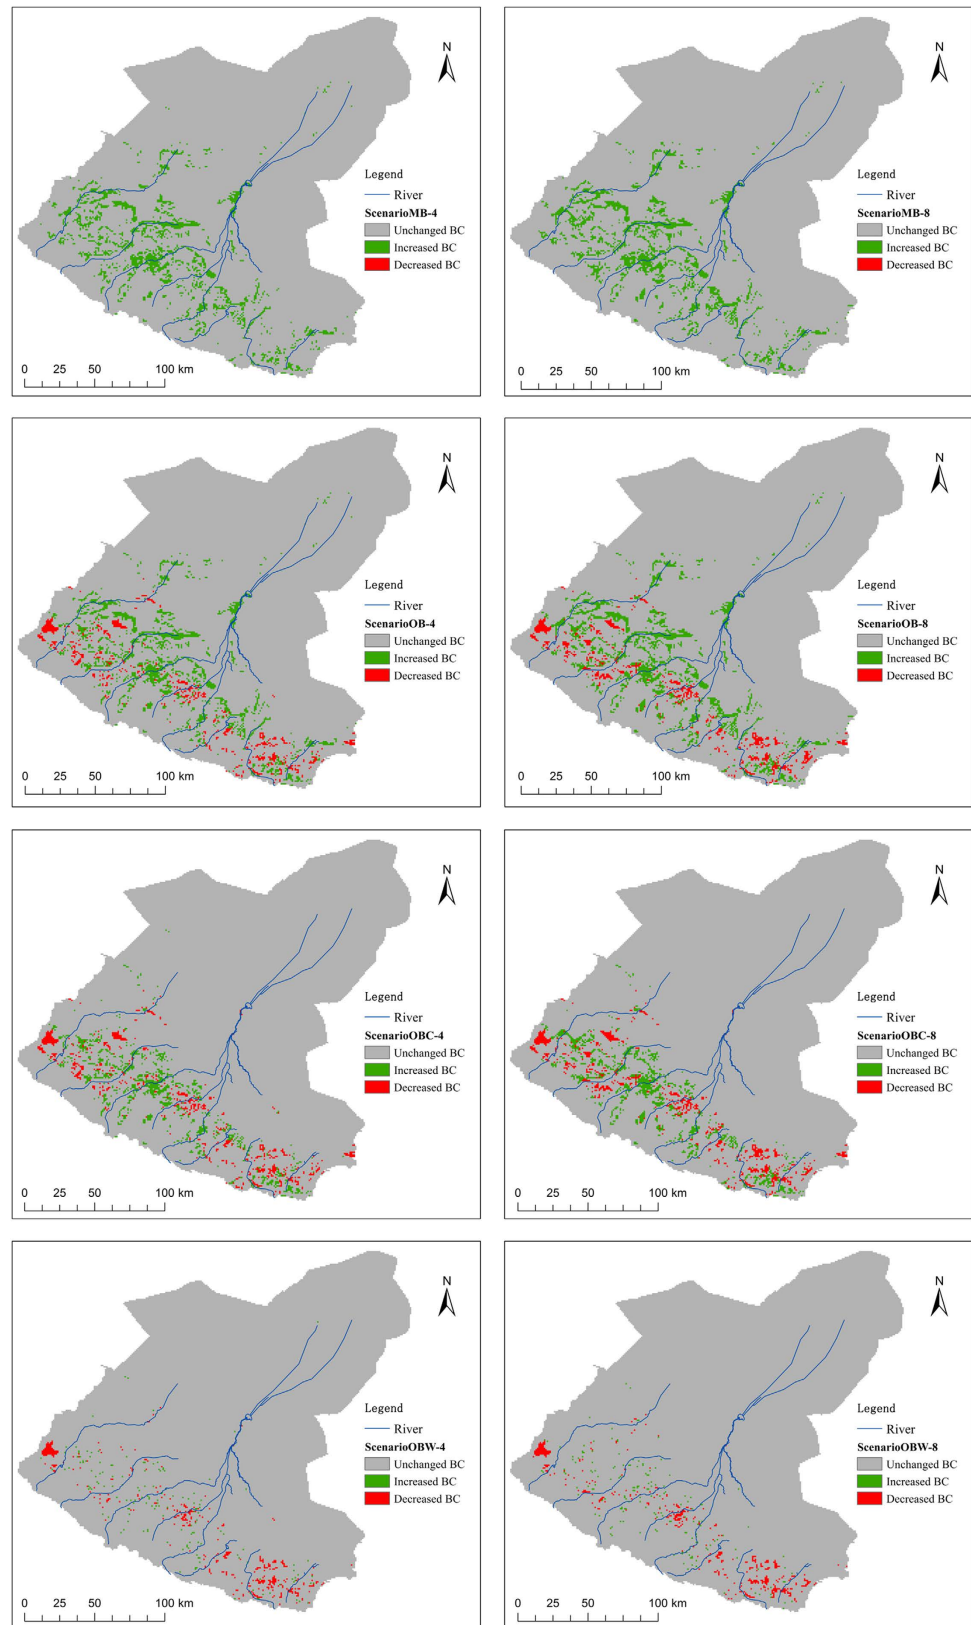 N
Legend
River
ScenarioMB-4
Unchanged BC
Increased BC
Decreased BC
0 25 50 100 km
N
Legend
River
ScenarioMB-8
Unchanged BC
Increased BC
Decreased BC
0 25 50 100 km
N
Legend
River
ScenarioOB-4
Unchanged BC
Increased BC
Decreased BC
0 25 50 100 km
N
Legend
River
ScenarioOB-8
Unchanged BC
Increased BC
Decreased BC
0 25 50 100 km
N
Legend
River
ScenarioOBC-4
Unchanged BC
Increased BC
Decreased BC
0 25 50 100 km
N
Legend
River
ScenarioOBC-8
Unchanged BC
Increased BC
Decreased BC
0 25 50 100 km
N
Legend
River
ScenarioOBW-4
Unchanged BC
Increased BC
Decreased BC
0 25 50 100 km
N
Legend
River
ScenarioOBW-8
Unchanged BC
Increased BC
Decreased BC
0 25 50 100 km